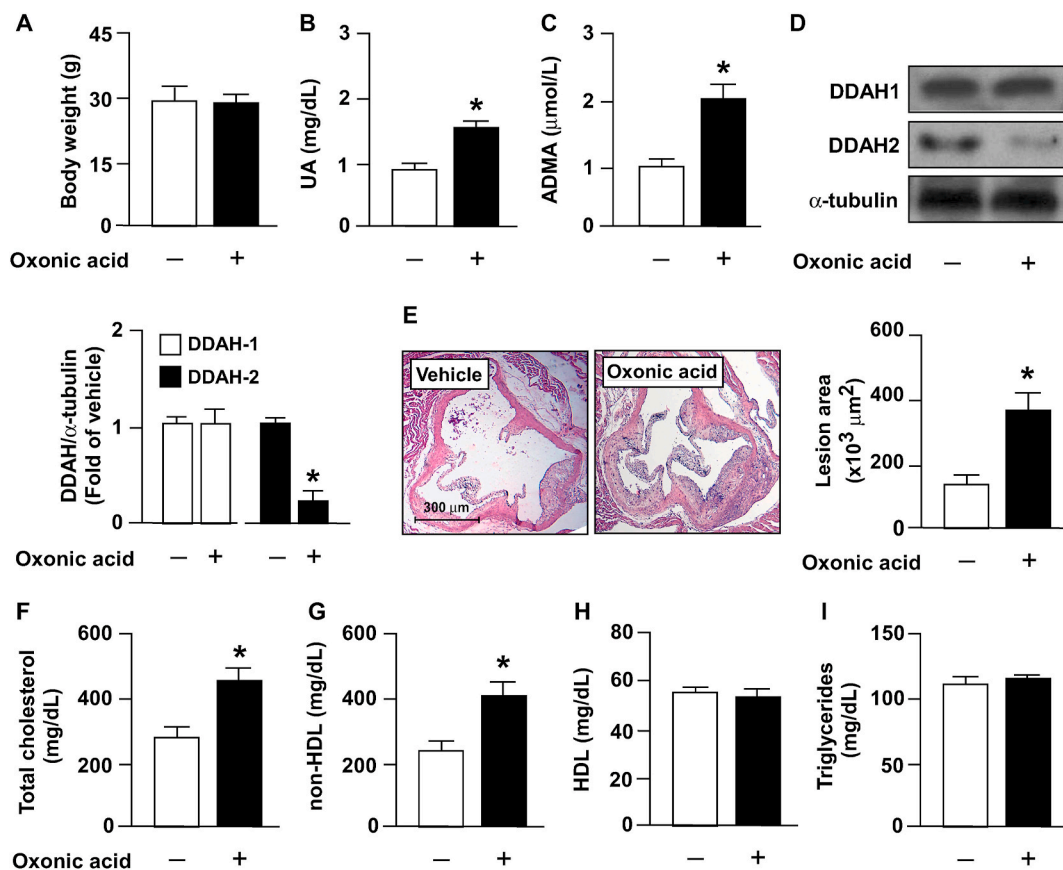 A
Body weight (g)
45
30
15
0
Oxonic acid − +
B
UA (mg/dL)
3
2
1
0
*
− +
C
ADMA (μmol/L)
3
2
1
0
*
− +
D
DDAH1
DDAH2
α-tubulin
Oxonic acid − +
DDAH/α-tubulin
(Fold of vehicle)
2
1
0
DDAH-1
DDAH-2
*
Oxonic acid − + − +
E
Vehicle
300 μm
Oxonic acid
Lesion area
(x10³ μm²)
600
400
200
0
*
Oxonic acid − +
F
Total cholesterol
(mg/dL)
600
400
200
0
*
Oxonic acid − +
G
non-HDL (mg/dL)
600
400
200
0
*
− +
H
HDL (mg/dL)
80
60
40
20
0
− +
I
Triglycerides
(mg/dL)
150
100
50
0
− +